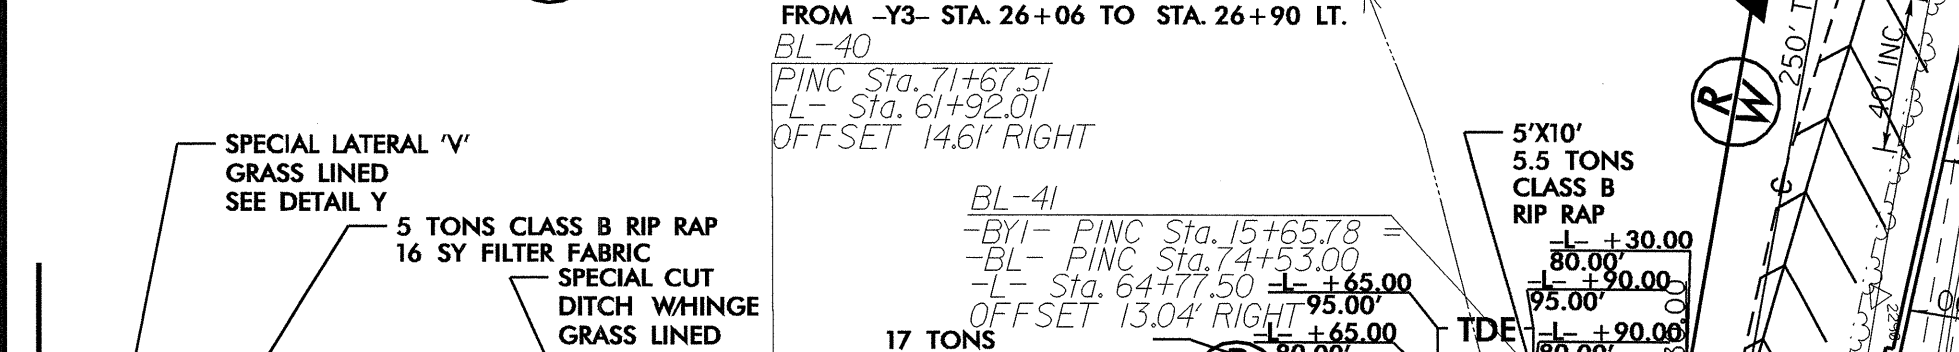 FROM -Y3- STA. 26+06 TO STA. 26+90 LT.
BL-40
PINC Sta. 71+67.51
-L- Sta. 61+92.01
OFFSET 14.61' RIGHT
SPECIAL LATERAL 'V'
GRASS LINED
SEE DETAIL Y
5 TONS CLASS B RIP RAP
16 SY FILTER FABRIC
SPECIAL CUT
DITCH W/HINGE
GRASS LINED
BL-41
-BY1- PINC Sta. 15+65.78 =
-BL- PINC Sta. 74+53.00
-L- Sta. 64+77.50
OFFSET 13.04' RIGHT
17 TONS
-L- +65.00
95.00'
-L- +65.00
80.00'
TDE
5'X10'
5.5 TONS
CLASS B
RIP RAP
-L- +30.00
80.00'
-L- +90.00
95.00'
-L- +90.00
80.00'
R/W
250' T
40' INC
C